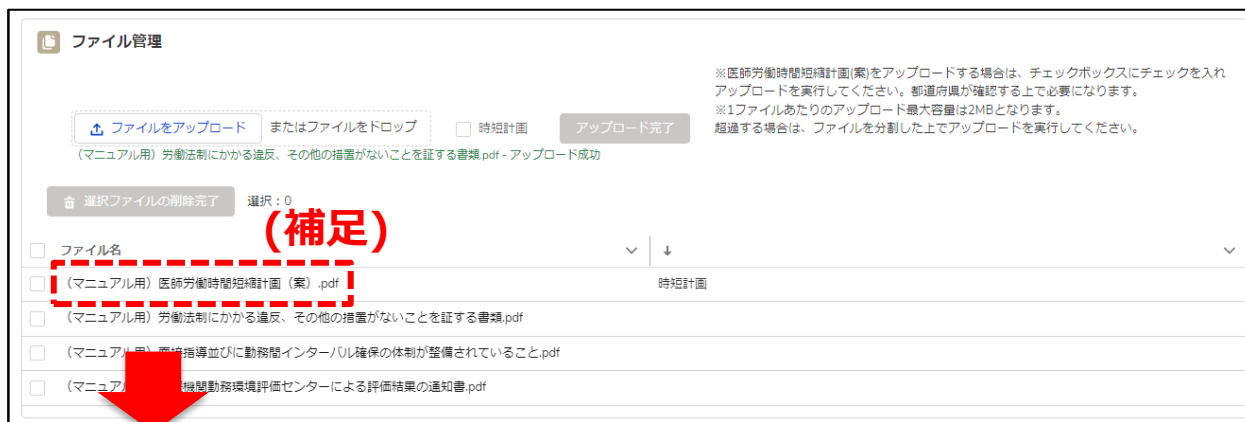 ファイル管理
※医師労働時間短縮計画(案)をアップロードする場合は、チェックボックスにチェックを入れ
アップロードを実行してください。都道府県が確認する上で必要になります。
※1ファイルあたりのアップロード最大容量は2MBとなります。
超過する場合は、ファイルを分割した上でアップロードを実行してください。
ファイルをアップロード またはファイルをドロップ 時短計画 アップロード完了
(マニュアル用）労働法制にかかる違反、その他の措置がないことを証する書類.pdf - アップロード成功
選択ファイルの削除完了 選択：0
(補足)
ファイル名
（マニュアル用）医師労働時間短縮計画（案）.pdf 時短計画
（マニュアル用）労働法制にかかる違反、その他の措置がないことを証する書類.pdf
（マニュアル用）面接指導並びに勤務間インターバル確保の体制が整備されていること.pdf
（マニュアル 機関勤務環境評価センターによる評価結果の通知書.pdf